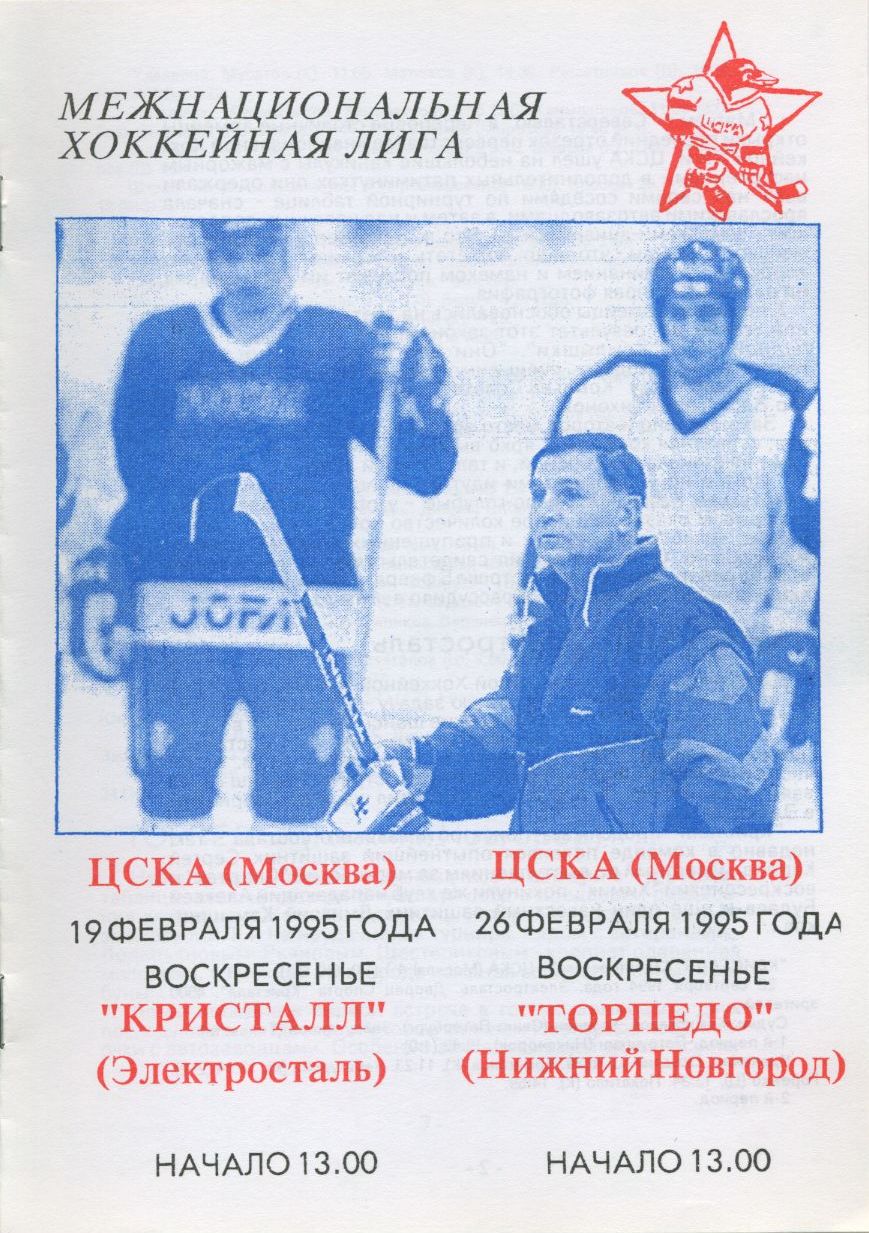 МЕЖНАЦИОНАЛЬНАЯ
ХОККЕЙНАЯ ЛИГА
ЦСКА
JOFA
ЦСКА (Москва)
19 ФЕВРАЛЯ 1995 ГОДА
ВОСКРЕСЕНЬЕ
"КРИСТАЛЛ"
(Электросталь)
НАЧАЛО 13.00
ЦСКА (Москва)
26 ФЕВРАЛЯ 1995 ГОДА
ВОСКРЕСЕНЬЕ
"ТОРПЕДО"
(Нижний Новгород)
НАЧАЛО 13.00